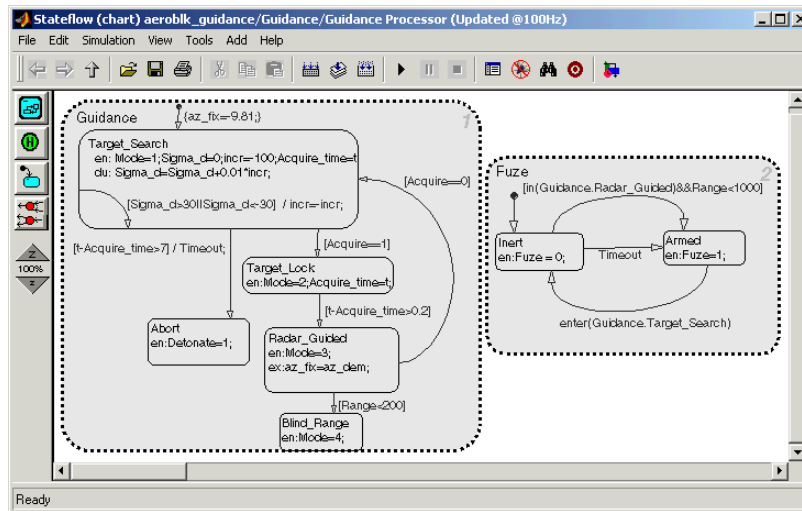 Stateflow (chart) aeroblk_guidance/Guidance/Guidance Processor (Updated @100Hz)
File Edit Simulation View Tools Add Help
Guidance
{az_fix=-9.81;}
1
Target_Search
en: Mode=1;Sigma_d=0;incr=-100;Acquire_time=t
du: Sigma_d=Sigma_d+0.01*incr;
[Sigma_d>30||Sigma_d<-30] / incr=-incr;
[Acquire==0]
[t-Acquire_time>7] / Timeout;
[Acquire==1]
Target_Lock
en:Mode=2;Acquire_time=t;
[t-Acquire_time>0.2]
Abort
en:Detonate=1;
Radar_Guided
en:Mode=3;
ex:az_fix=az_dem;
[Range<200]
Blind_Range
en:Mode=4;
Fuze
2
[in(Guidance.Radar_Guided)&&Range<1000]
Inert
en:Fuze = 0;
Timeout
Armed
en:Fuze=1;
enter(Guidance.Target_Search)
H
Z
100%
z
Ready